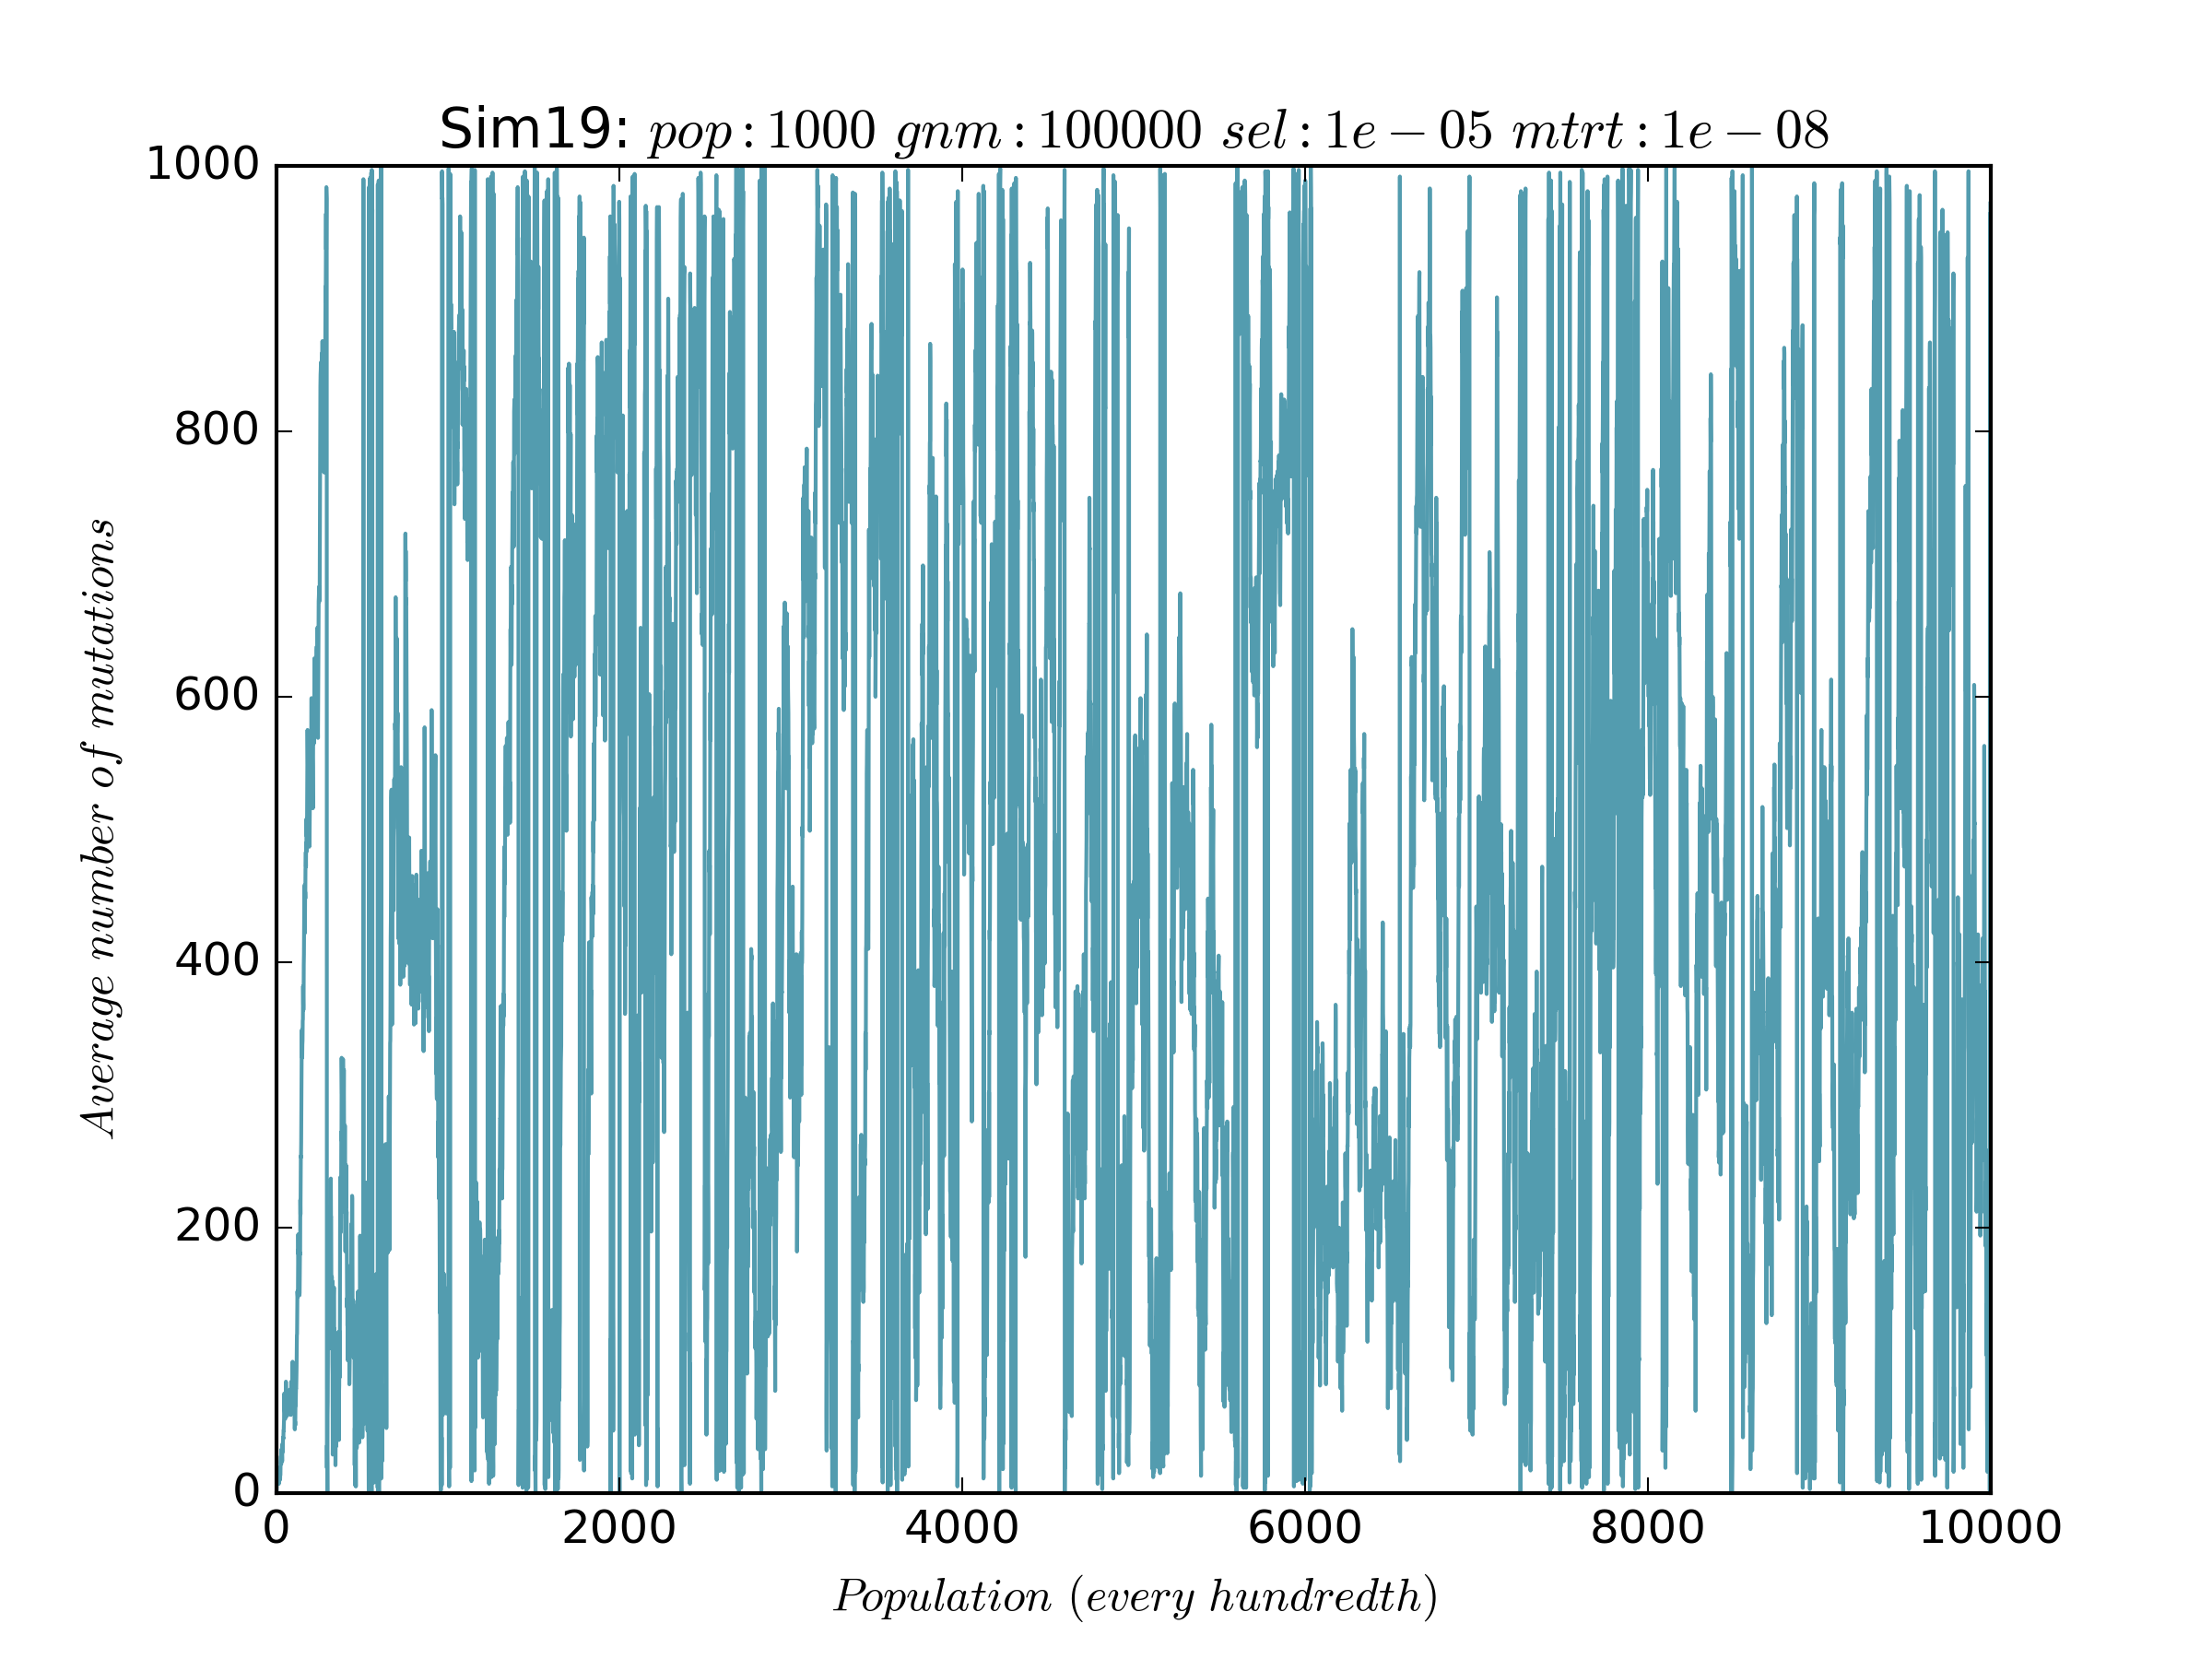 Sim19: pop : 1000 gnm : 100000 sel : 1e − 05 mtrt : 1e − 08
1000
800
600
400
200
0
Average number of mutations
0 2000 4000 6000 8000 10000
Population (every hundredth)